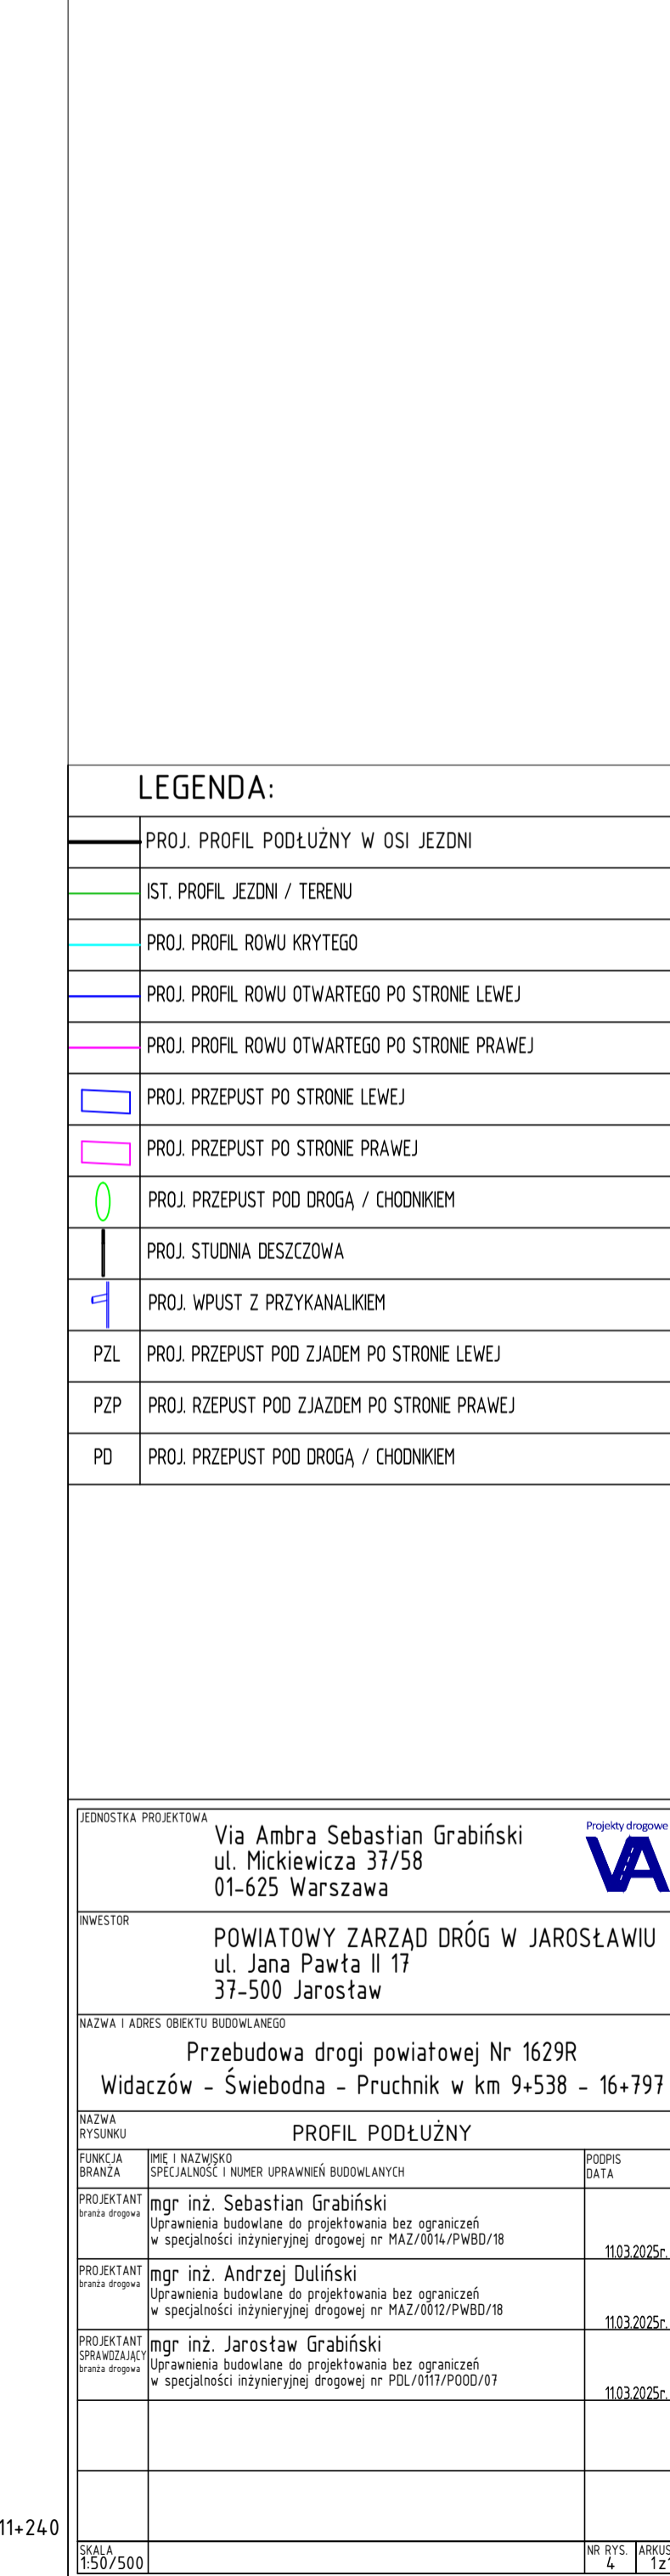 LEGENDA:
PROJ. PROFIL PODŁUŻNY W OSI JEZDNI
IST. PROFIL JEZDNI / TERENU
PROJ. PROFIL ROWU KRYTEGO
PROJ. PROFIL ROWU OTWARTEGO PO STRONIE LEWEJ
PROJ. PROFIL ROWU OTWARTEGO PO STRONIE PRAWEJ
PROJ. PRZEPUST PO STRONIE LEWEJ
PROJ. PRZEPUST PO STRONIE PRAWEJ
PROJ. PRZEPUST POD DROGĄ / CHODNIKIEM
PROJ. STUDNIA DESZCZOWA
PROJ. WPUST Z PRZYKANALIKIEM
PZL PROJ. PRZEPUST POD ZJADEM PO STRONIE LEWEJ
PZP PROJ. RZEPUST POD ZJAZDEM PO STRONIE PRAWEJ
PD PROJ. PRZEPUST POD DROGĄ / CHODNIKIEM
JEDNOSTKA PROJEKTOWA
Via Ambra Sebastian Grabiński
ul. Mickiewicza 37/58
01-625 Warszawa
Projekty drogowe
VA
INWESTOR
POWIATOWY ZARZĄD DRÓG W JAROSŁAWIU
ul. Jana Pawła II 17
37-500 Jarosław
NAZWA I ADRES OBIEKTU BUDOWLANEGO
Przebudowa drogi powiatowej Nr 1629R
Widaczów - Świebodna - Pruchnik w km 9+538 - 16+797
NAZWA
RYSUNKU
PROFIL PODŁUŻNY
FUNKCJA
BRANŻA
IMIĘ I NAZWISKO
SPECJALNOŚĆ I NUMER UPRAWNIEŃ BUDOWLANYCH
PODPIS
DATA
PROJEKTANT
branża drogowa
mgr inż. Sebastian Grabiński
Uprawnienia budowlane do projektowania bez ograniczeń
w specjalności inżynieryjnej drogowej nr MAZ/0014/PWBD/18
11.03.2025r.
PROJEKTANT
branża drogowa
mgr inż. Andrzej Duliński
Uprawnienia budowlane do projektowania bez ograniczeń
w specjalności inżynieryjnej drogowej nr MAZ/0012/PWBD/18
11.03.2025r.
PROJEKTANT
SPRAWDZAJĄCY
branża drogowa
mgr inż. Jarosław Grabiński
Uprawnienia budowlane do projektowania bez ograniczeń
w specjalności inżynieryjnej drogowej nr PDL/0117/POOD/07
11.03.2025r.
11+240
SKALA
1:50/500
NR RYS.
4
ARKUS
1z1